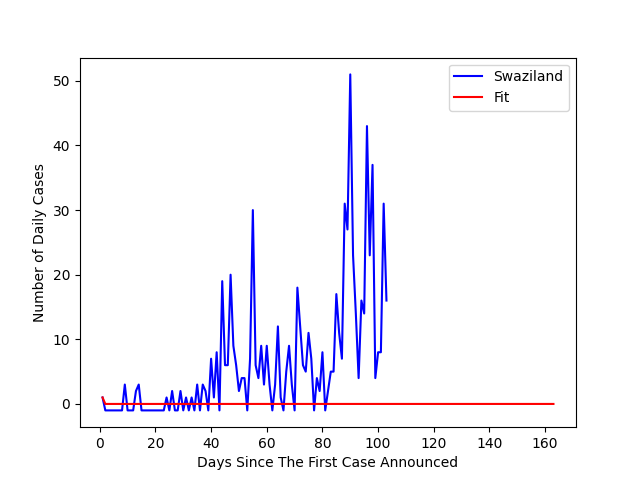 Swaziland
Fit
Number of Daily Cases
50
40
30
20
10
0
0 20 40 60 80 100 120 140 160
Days Since The First Case Announced